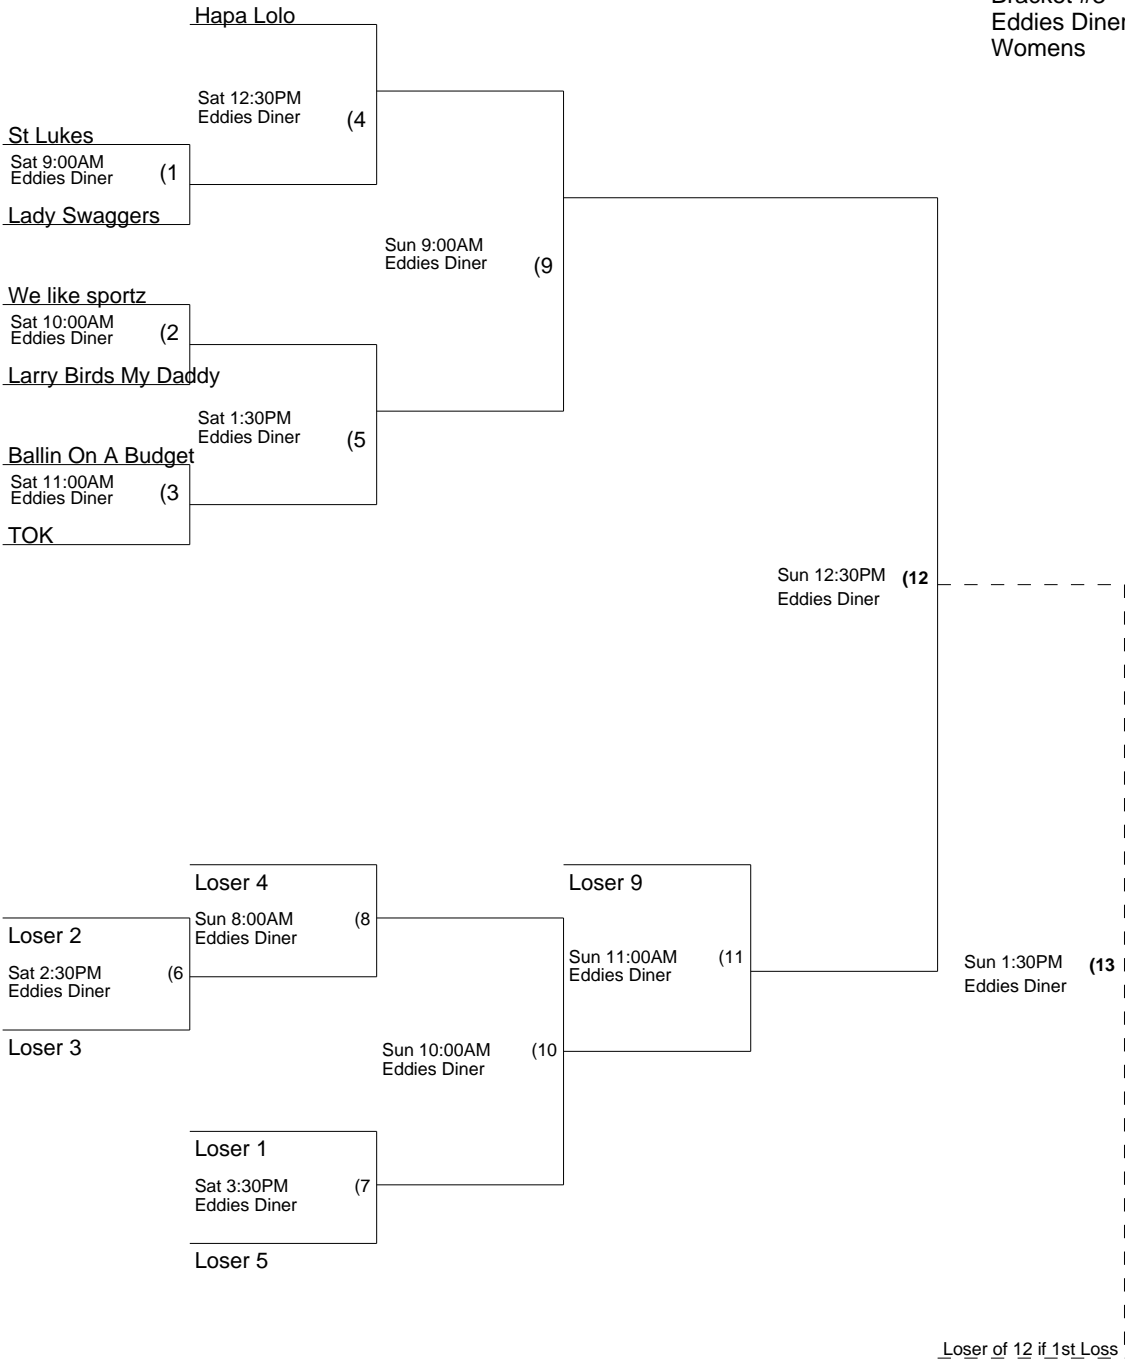 Eddies Diner
Womens
Hapa Lolo
Sat 12:30PM
Eddies Diner (4
St Lukes
Sat 9:00AM
Eddies Diner (1
Lady Swaggers
Sun 9:00AM
Eddies Diner (9
We like sportz
Sat 10:00AM
Eddies Diner (2
Larry Birds My Daddy
Sat 1:30PM
Eddies Diner (5
Ballin On A Budget
Sat 11:00AM
Eddies Diner (3
TOK
Sun 12:30PM (12
Eddies Diner
Loser 4
Sun 8:00AM (8
Eddies Diner
Loser 9
Loser 2
Sat 2:30PM (6
Eddies Diner
Loser 3
Sun 11:00AM (11
Eddies Diner
Sun 1:30PM (13
Eddies Diner
Sun 10:00AM (10
Eddies Diner
Loser 1
Sat 3:30PM (7
Eddies Diner
Loser 5
Loser of 12 if 1st Loss